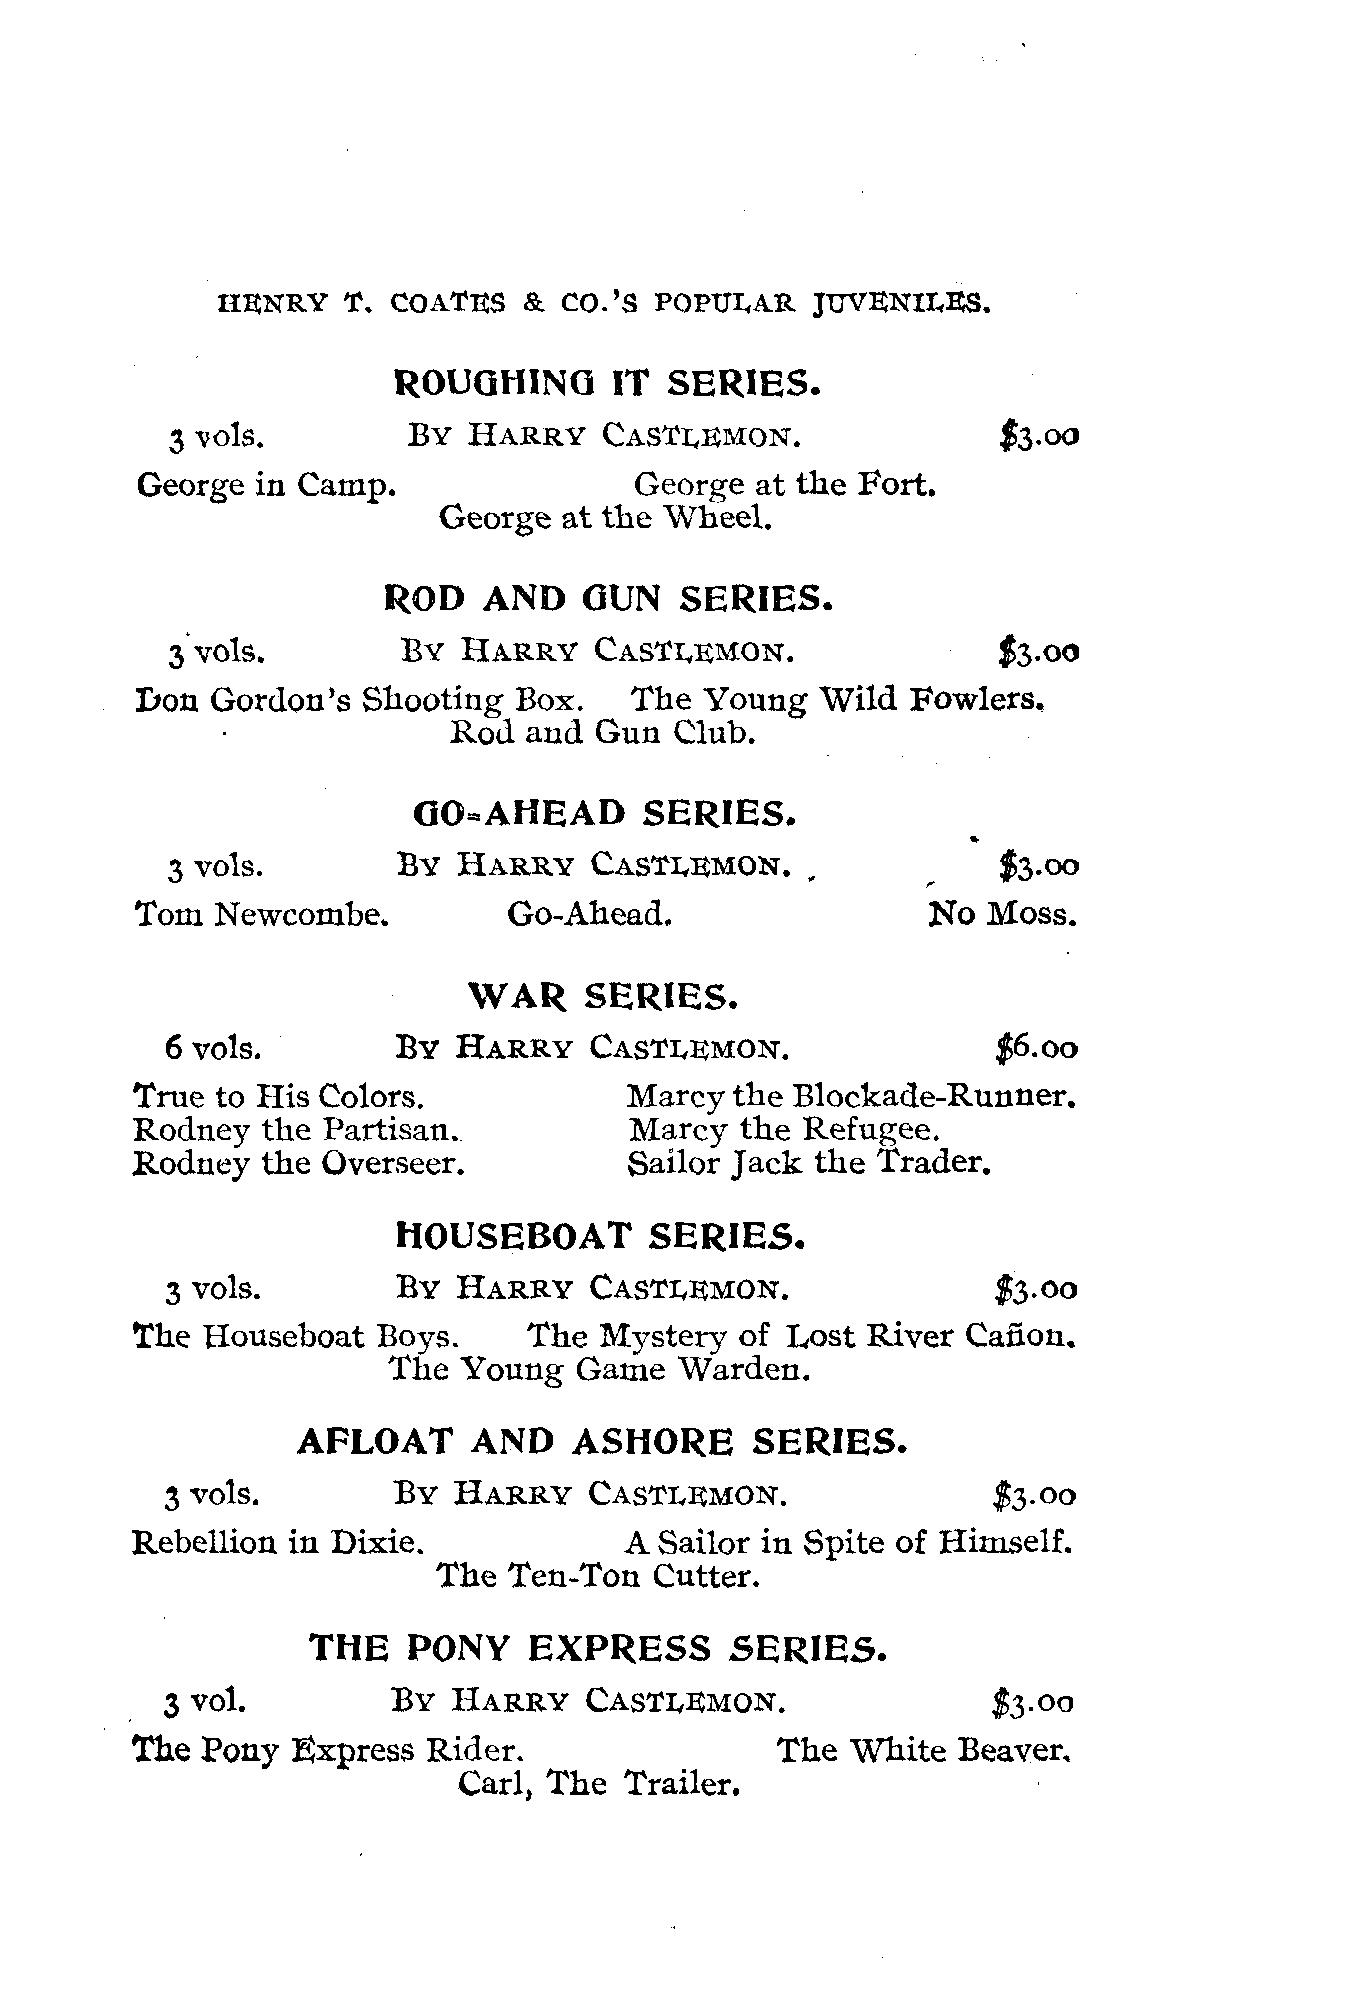 HENRY T. COATES & CO.'S POPULAR JUVENILES.
ROUGHING IT SERIES.
3 vols. BY HARRY CASTLEMON. $3.00
George in Camp. George at the Fort.
George at the Wheel.
ROD AND GUN SERIES.
3 vols. BY HARRY CASTLEMON. $3.00
Don Gordon's Shooting Box. The Young Wild Fowlers.
Rod and Gun Club.
GO-AHEAD SERIES.
3 vols. BY HARRY CASTLEMON. $3.00
Tom Newcombe. Go-Ahead. No Moss.
WAR SERIES.
6 vols. BY HARRY CASTLEMON. $6.00
True to His Colors. Marcy the Blockade-Runner.
Rodney the Partisan. Marcy the Refugee.
Rodney the Overseer. Sailor Jack the Trader.
HOUSEBOAT SERIES.
3 vols. BY HARRY CASTLEMON. $3.00
The Houseboat Boys. The Mystery of Lost River Cañon.
The Young Game Warden.
AFLOAT AND ASHORE SERIES.
3 vols. BY HARRY CASTLEMON. $3.00
Rebellion in Dixie. A Sailor in Spite of Himself.
The Ten-Ton Cutter.
THE PONY EXPRESS SERIES.
3 vol. BY HARRY CASTLEMON. $3.00
The Pony Express Rider. The White Beaver.
Carl, The Trailer.